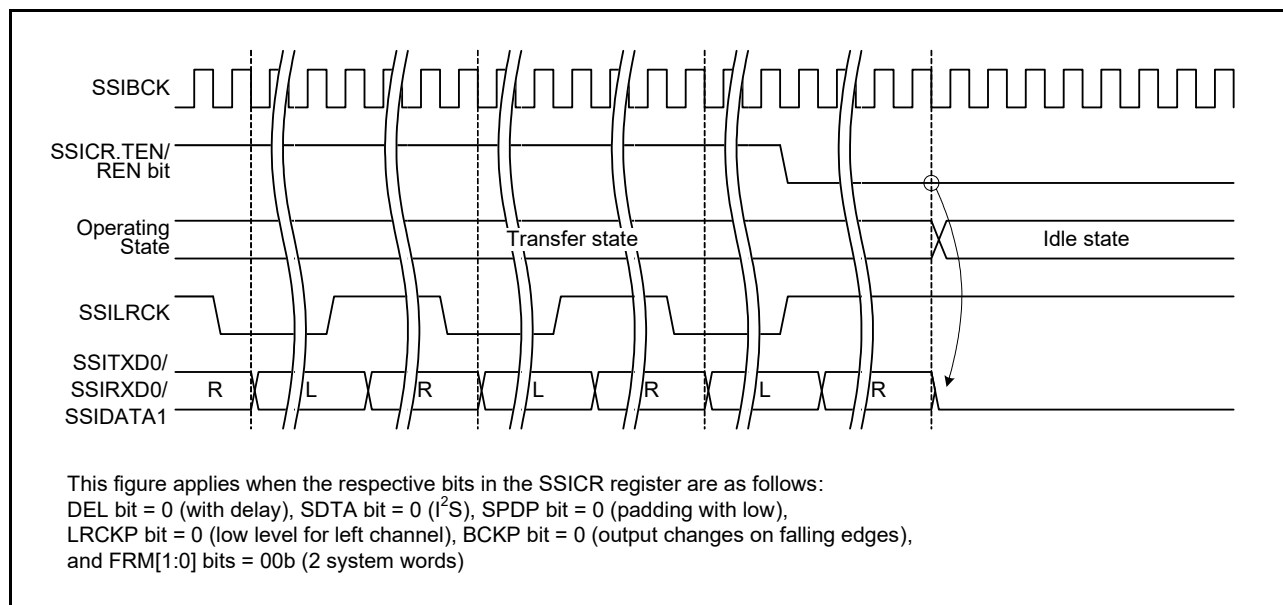 SSIBCK
SSICR.TEN/
REN bit
Operating
State
Transfer state
Idle state
SSILRCK
SSITXD0/
SSIRXD0/
SSIDATA1
R
L
R
L
R
L
R
This figure applies when the respective bits in the SSICR register are as follows:
DEL bit = 0 (with delay), SDTA bit = 0 (I²S), SPDP bit = 0 (padding with low),
LRCKP bit = 0 (low level for left channel), BCKP bit = 0 (output changes on falling edges),
and FRM[1:0] bits = 00b (2 system words)